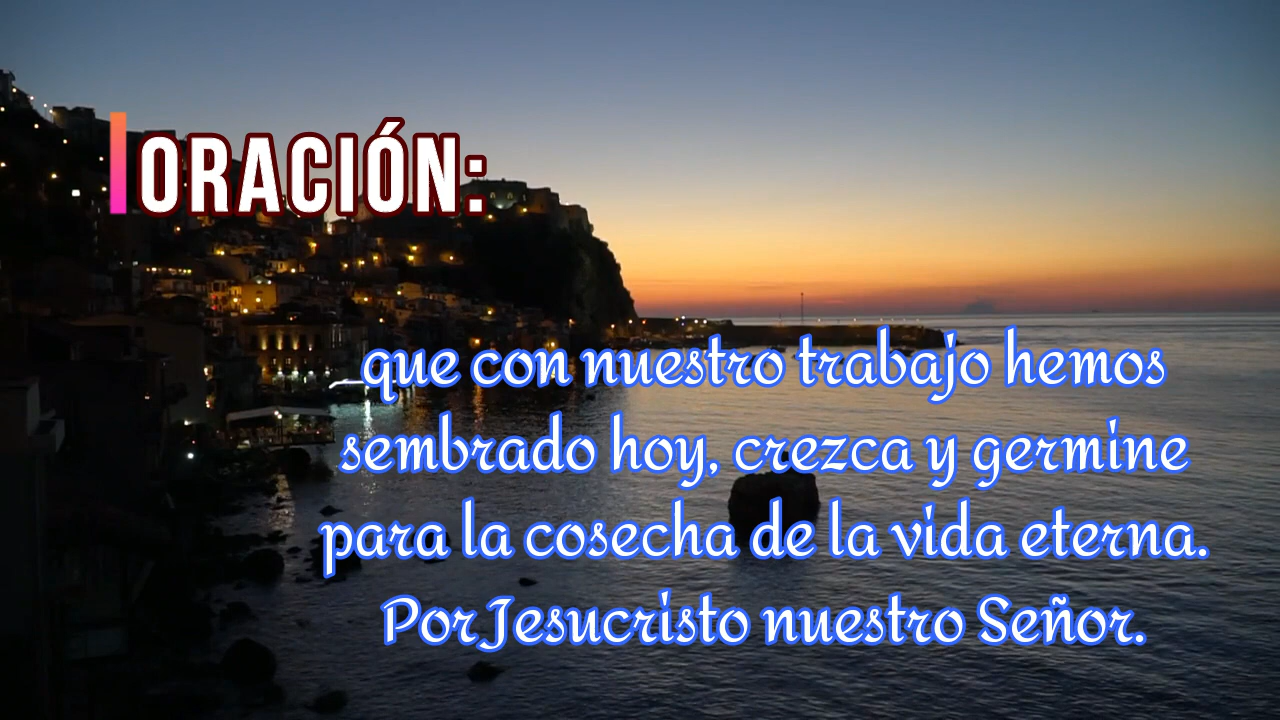 ORACIÓN:
que con nuestro trabajo hemos
sembrado hoy, crezca y germine
para la cosecha de la vida eterna.
Por Jesucristo nuestro Señor.